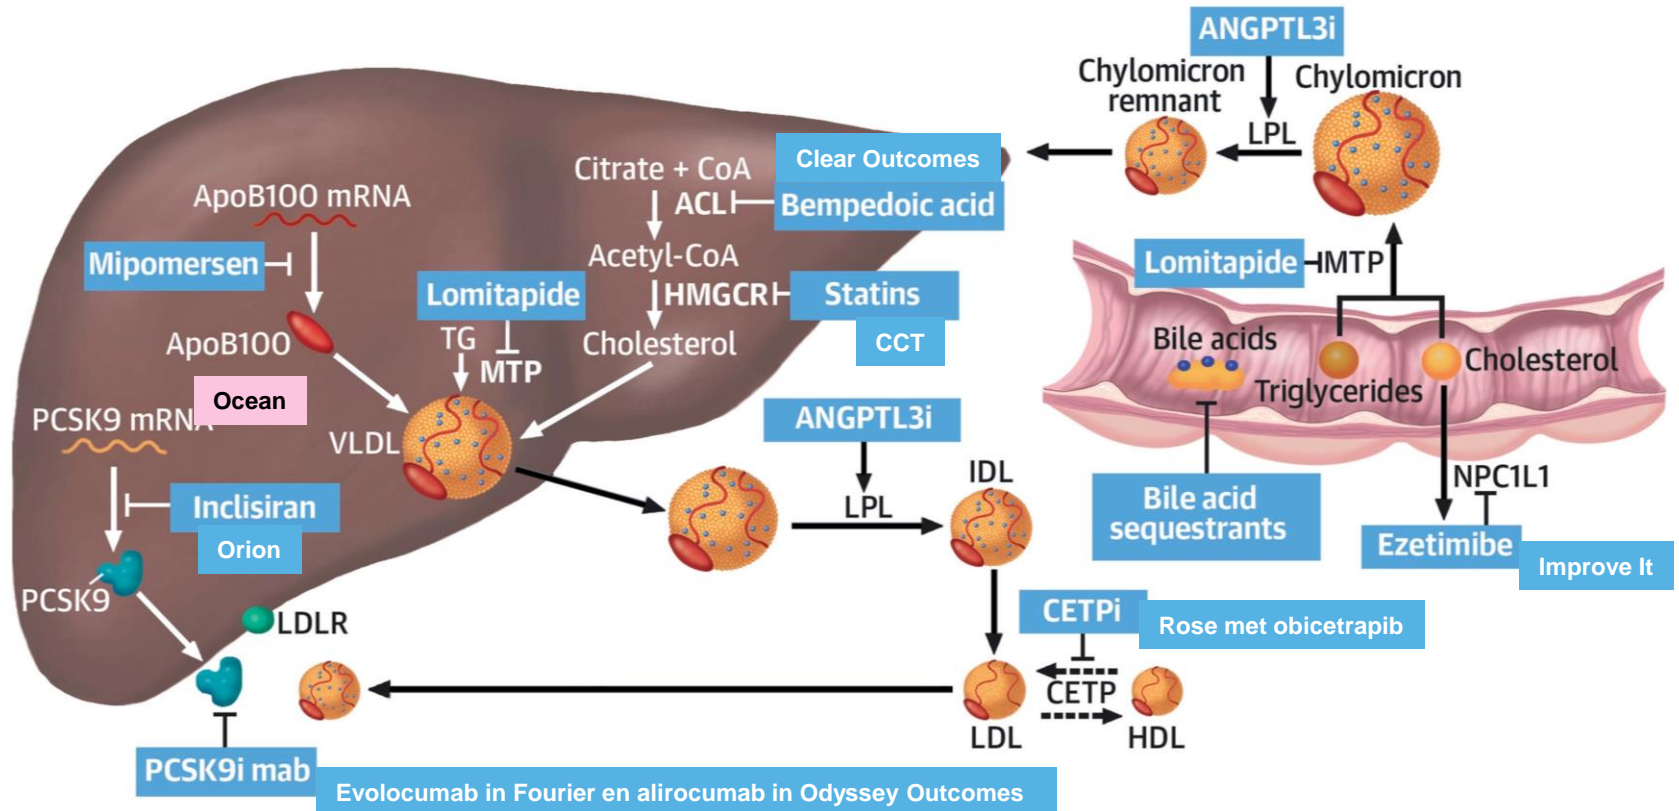 ANGPTL3i
Chylomicron
remnant
Chylomicron
LPL
Clear Outcomes
Citrate + CoA
ACL
Bempedoic acid
ApoB100 mRNA
Mipomersen
Acetyl-CoA
Lomitapide
MTP
Lomitapide
HMGCR
Statins
CCT
TG
MTP
Cholesterol
ApoB100
Bile acids
Triglycerides
Cholesterol
Ocean
PCSK9 mRNA
VLDL
ANGPTL3i
LPL
IDL
NPC1L1
Bile acid
sequestrants
Ezetimibe
Improve It
Inclisiran
Orion
PCSK9
LDLR
CETPi
Rose met obicetrapib
CETP
LDL
HDL
PCSK9i mab
Evolocumab in Fourier en alirocumab in Odyssey Outcomes